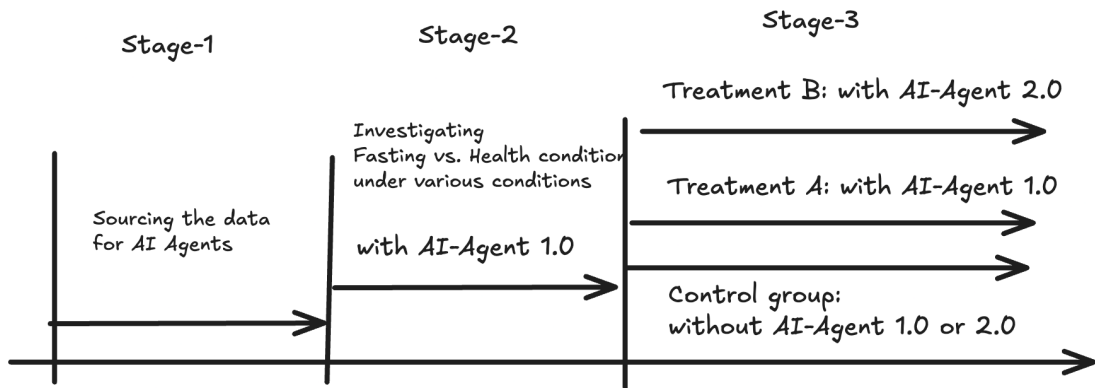 Stage-1
Stage-2
Stage-3
Sourcing the data
for AI Agents
Investigating
Fasting vs. Health condition
under various conditions
with AI-Agent 1.0
Treatment B: with AI-Agent 2.0
Treatment A: with AI-Agent 1.0
Control group:
without AI-Agent 1.0 or 2.0